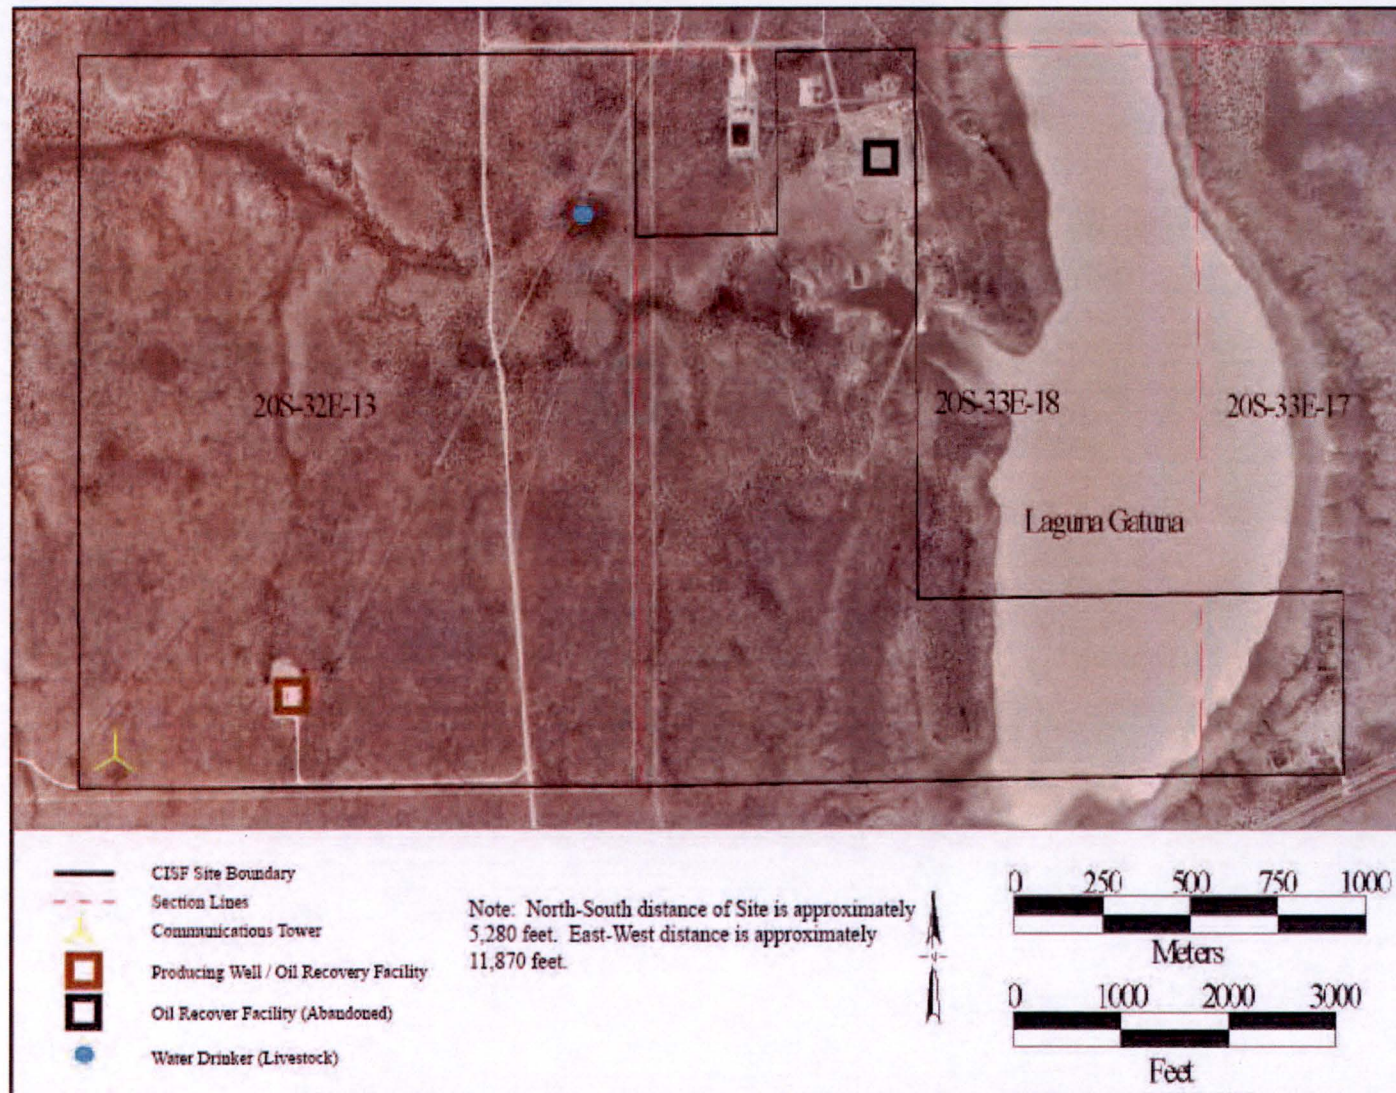 20S-32E-13
20S-33E-18
20S-33E-17
Laguna Gatuna
CISF Site Boundary
Section Lines
Communications Tower
Producing Well / Oil Recovery Facility
Oil Recover Facility (Abandoned)
Water Drinker (Livestock)
Note: North-South distance of Site is approximately
5,280 feet. East-West distance is approximately
11,870 feet.
N
0 250 500 750 1000
Meters
0 1000 2000 3000
Feet